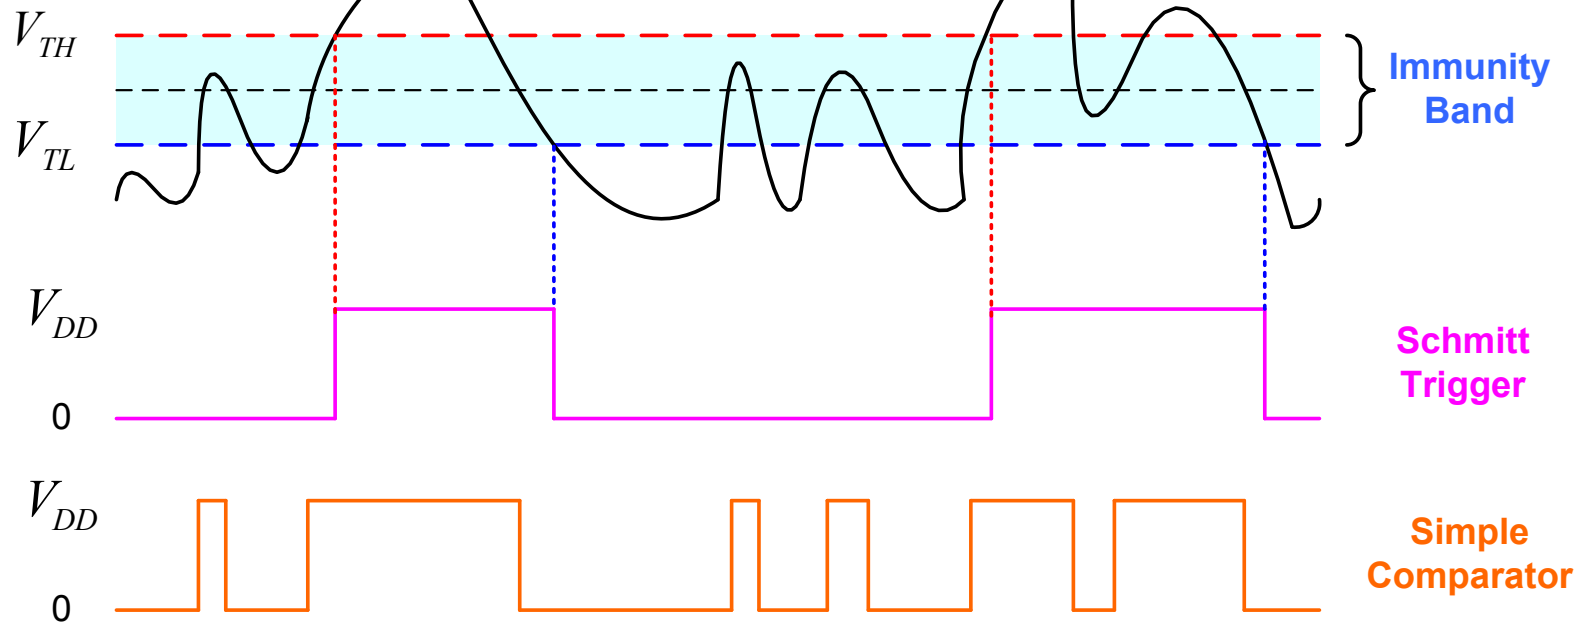 V_TH
Immunity
Band
V_TL
V_DD
Schmitt
Trigger
0
V_DD
Simple
Comparator
0